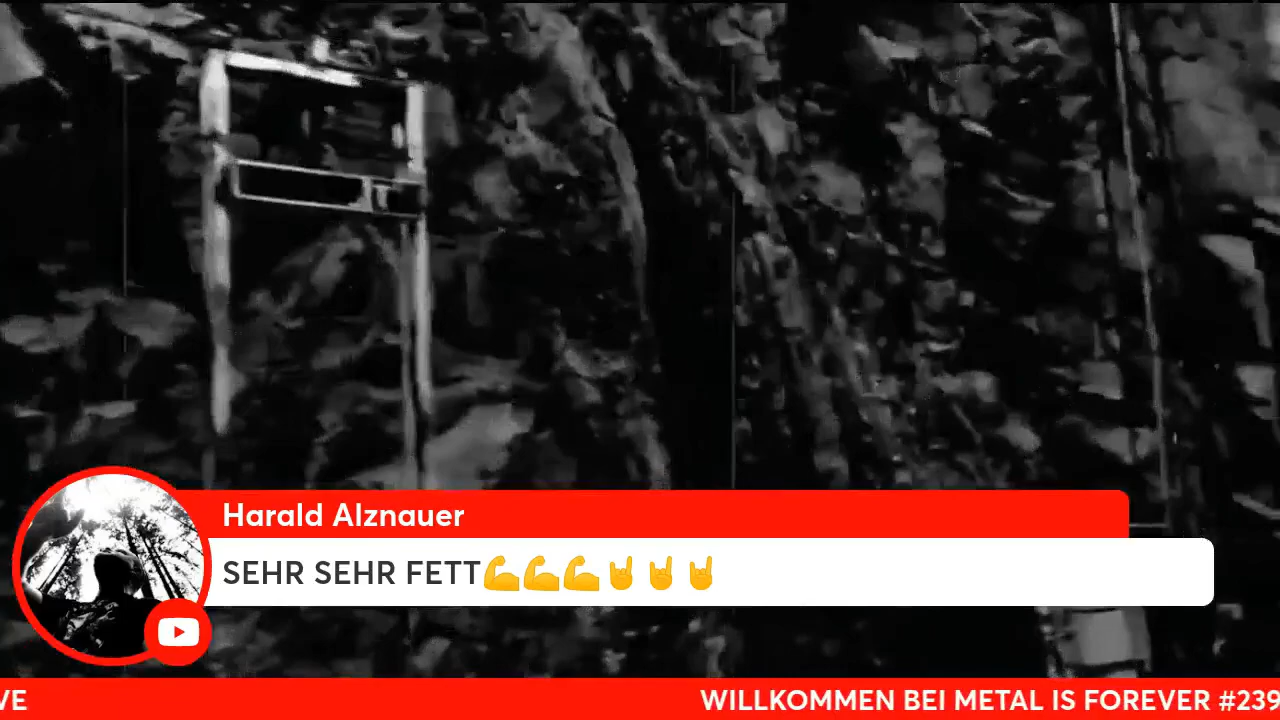 Harald Alznauer
SEHR SEHR FETT💪💪💪🤘🤘🤘
VE WILLKOMMEN BEI METAL IS FOREVER #239